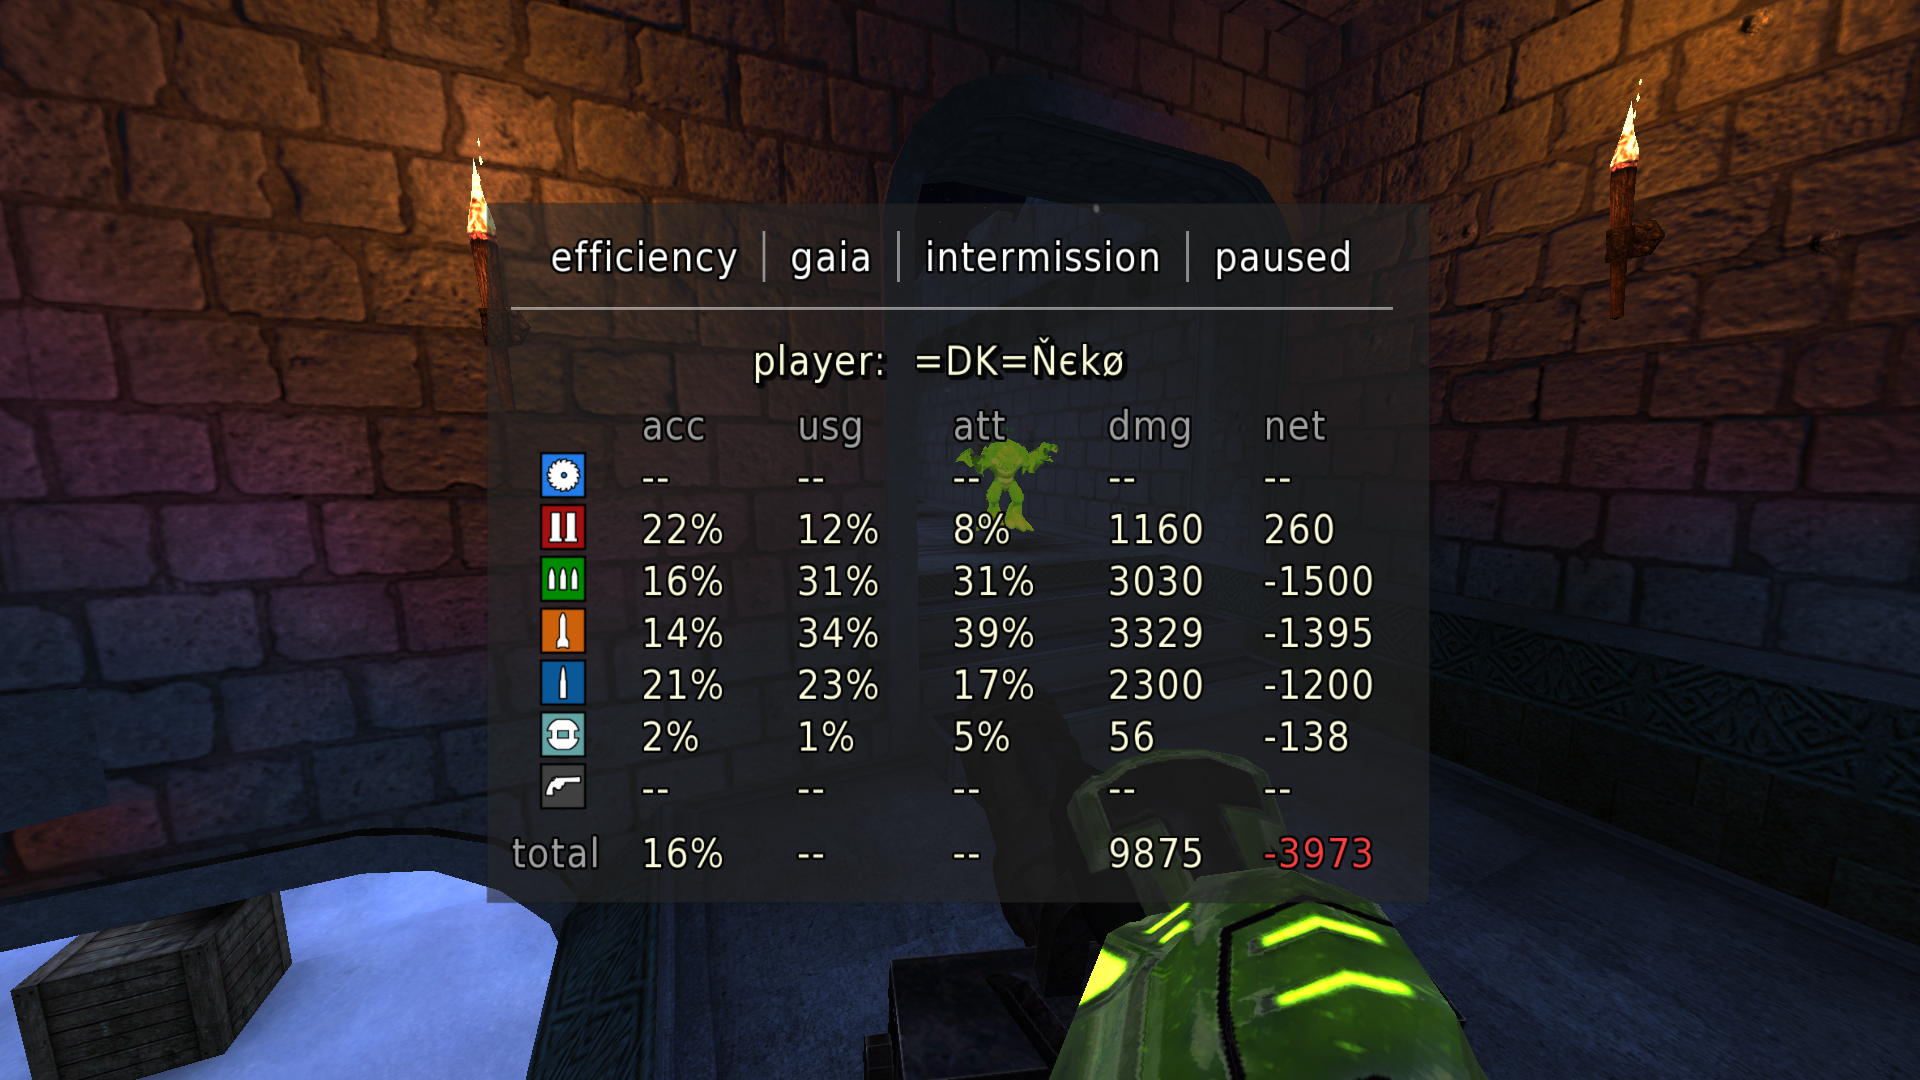 efficiency | gaia | intermission | paused
player: =DK=Ňєkø
acc usg att dmg net
-- -- -- -- --
22% 12% 8% 1160 260
16% 31% 31% 3030 -1500
14% 34% 39% 3329 -1395
21% 23% 17% 2300 -1200
2% 1% 5% 56 -138
-- -- -- -- --
total 16% -- -- 9875 -3973